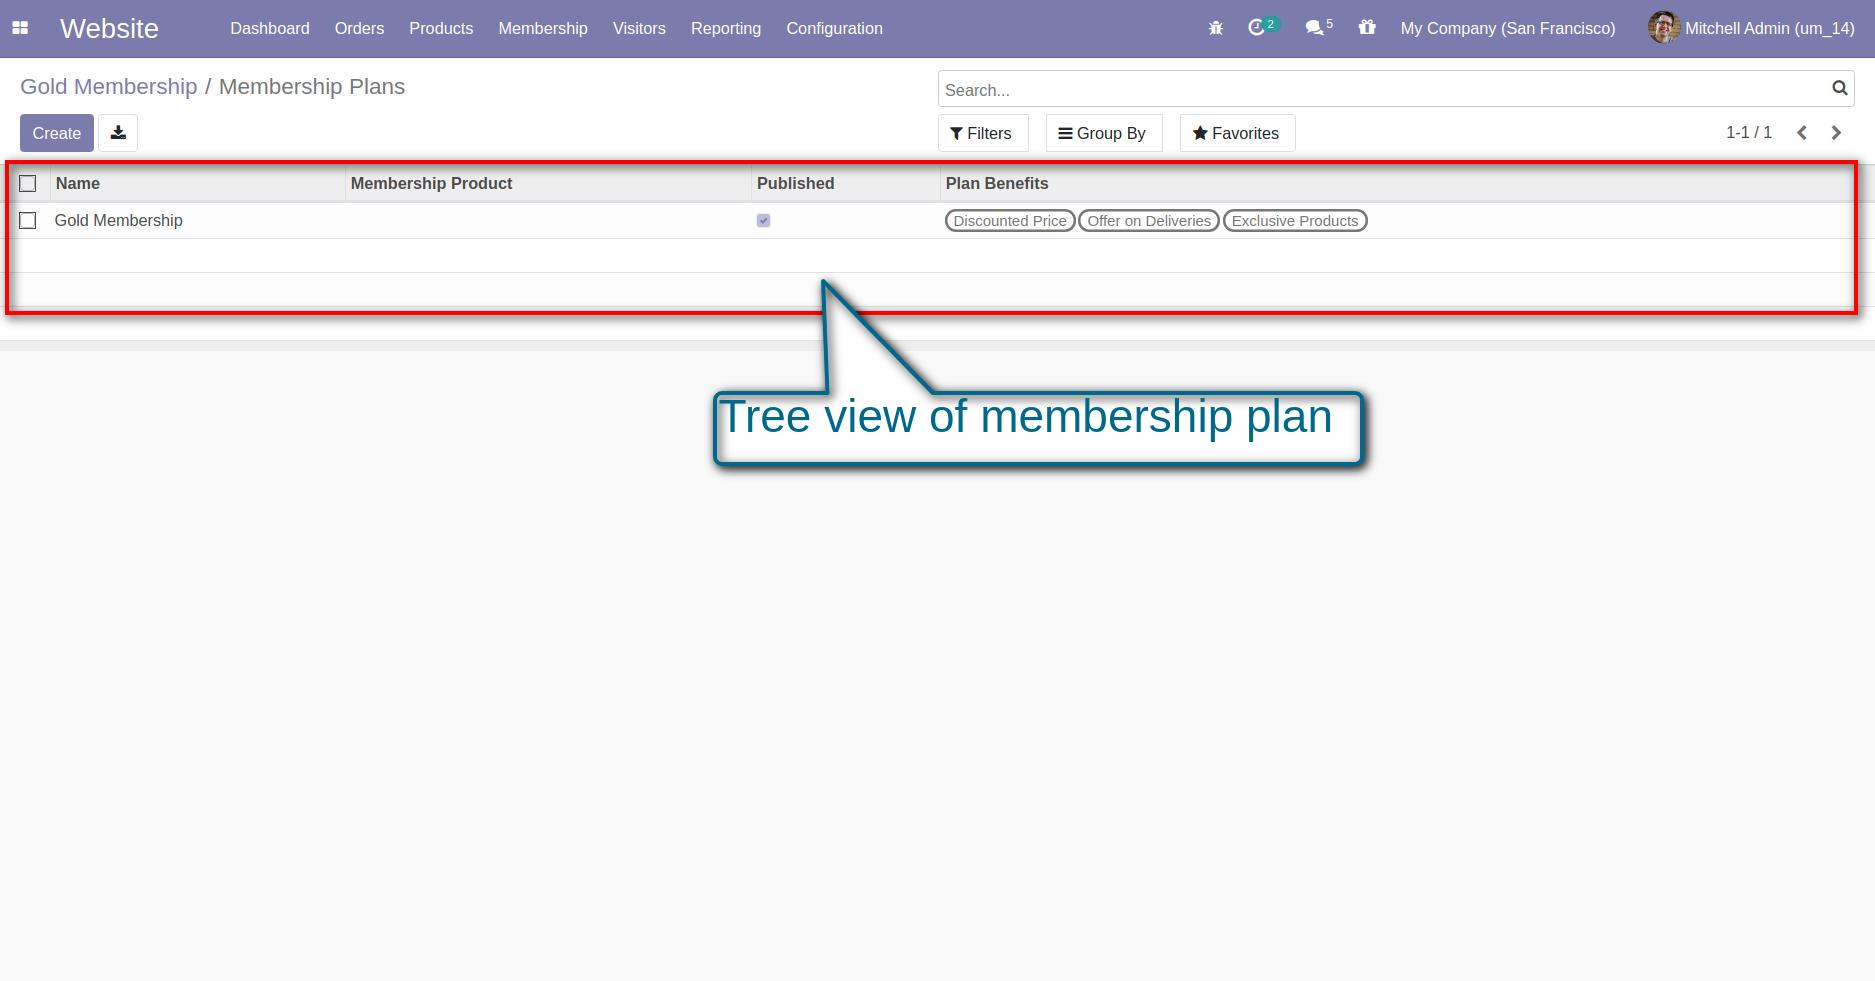 Website Dashboard Orders Products Membership Visitors Reporting Configuration 2 5 My Company (San Francisco) Mitchell Admin (um_14)
Gold Membership / Membership Plans
Search...
Create Filters Group By Favorites 1-1 / 1
Name Membership Product Published Plan Benefits
Gold Membership Discounted Price Offer on Deliveries Exclusive Products
Tree view of membership plan